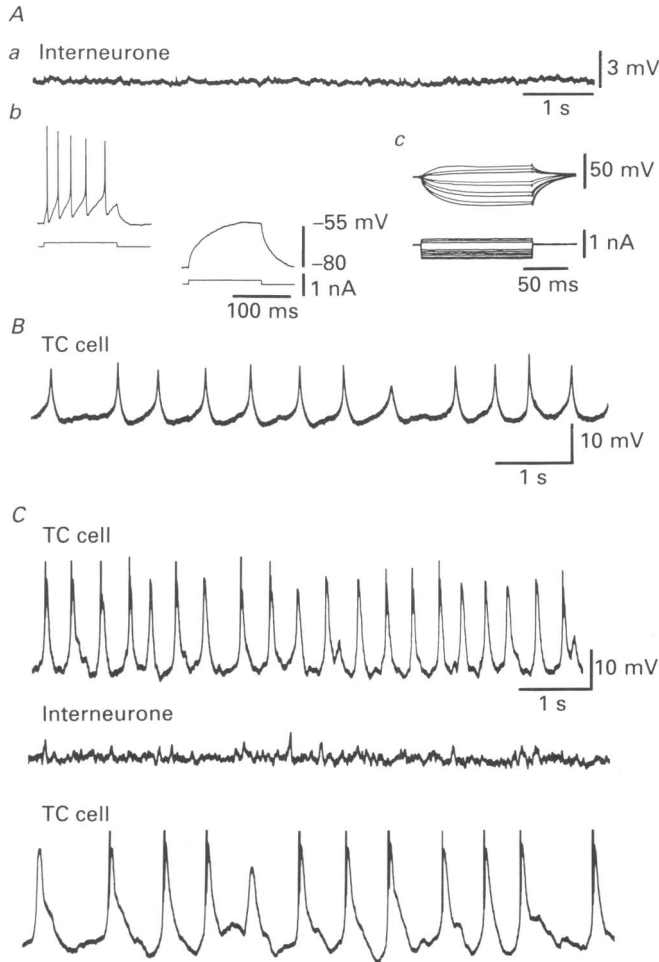 A
a Interneurone
3 mV
1 s
b
c
50 mV
–55 mV
–80
1 nA
1 nA
100 ms
50 ms
B
TC cell
10 mV
1 s
C
TC cell
10 mV
1 s
Interneurone
TC cell